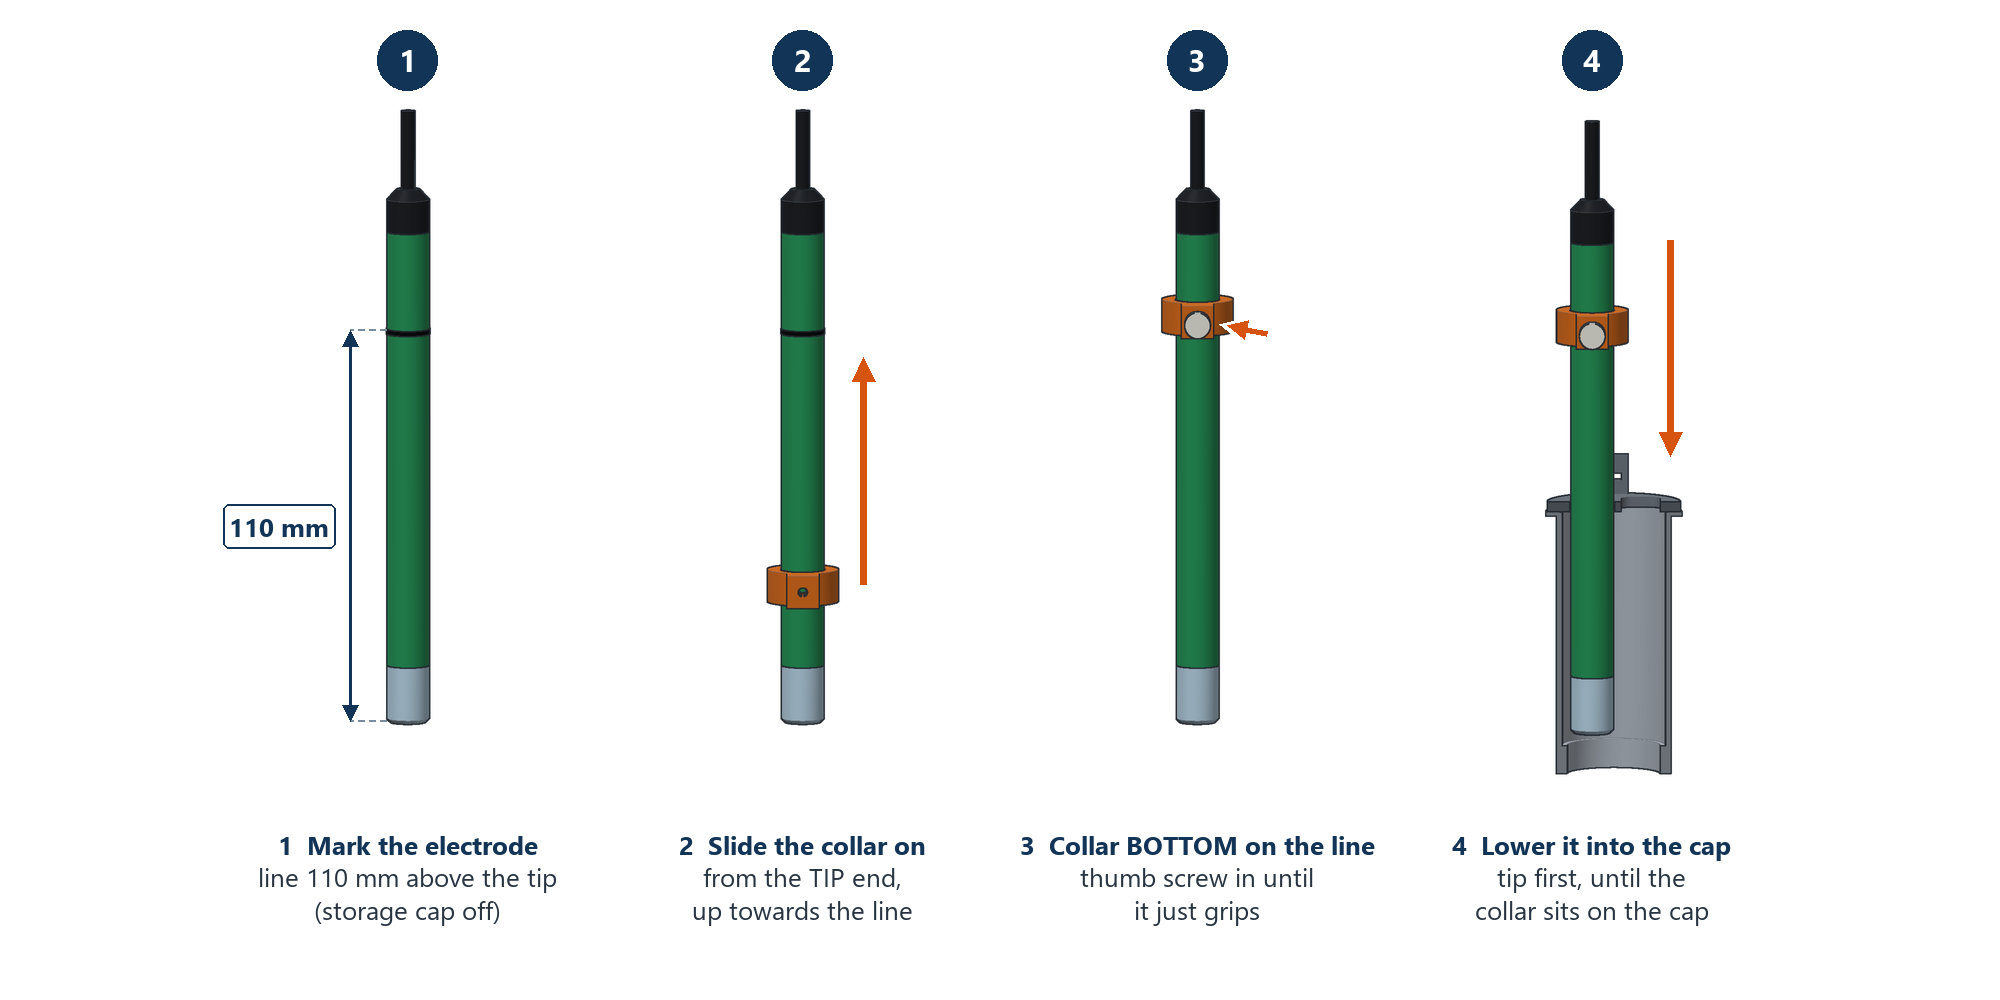 1
2
3
4
110 mm
1 Mark the electrode
line 110 mm above the tip
(storage cap off)
2 Slide the collar on
from the TIP end,
up towards the line
3 Collar BOTTOM on the line
thumb screw in until
it just grips
4 Lower it into the cap
tip first, until the
collar sits on the cap